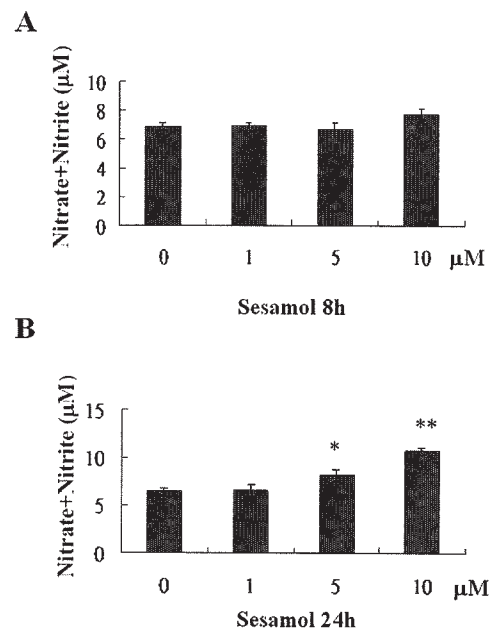 A
Nitrate+Nitrite (μM)
10
8
6
4
2
0
0 1 5 10 μM
Sesamol 8h
B
Nitrate+Nitrite (μM)
15
10
5
0
* **
0 1 5 10 μM
Sesamol 24h